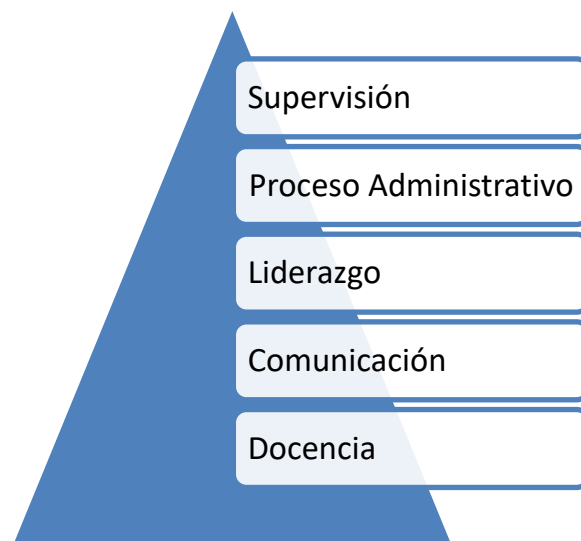 Supervisión
Proceso Administrativo
Liderazgo
Comunicación
Docencia